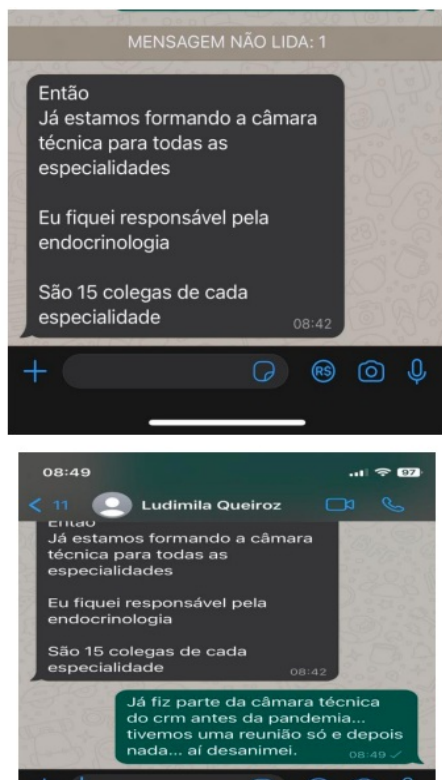 MENSAGEM NÃO LIDA: 1
Então
Já estamos formando a câmara
técnica para todas as
especialidades
Eu fiquei responsável pela
endocrinologia
São 15 colegas de cada
especialidade
08:42
R$
08:49
97
11
Ludimila Queiroz
Então
Já estamos formando a câmara
técnica para todas as
especialidades
Eu fiquei responsável pela
endocrinologia
São 15 colegas de cada
especialidade
08:42
Já fiz parte da câmara técnica
do crm antes da pandemia...
tivemos uma reunião só e depois
nada... aí desanimei.
08:49